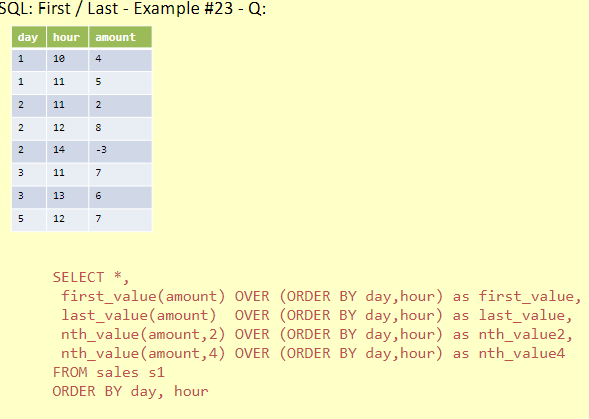 SQL: First / Last - Example #23 - Q:
day hour amount
1 10 4
1 11 5
2 11 2
2 12 8
2 14 -3
3 11 7
3 13 6
5 12 7
SELECT *,
first_value(amount) OVER (ORDER BY day,hour) as first_value,
last_value(amount) OVER (ORDER BY day,hour) as last_value,
nth_value(amount,2) OVER (ORDER BY day,hour) as nth_value2,
nth_value(amount,4) OVER (ORDER BY day,hour) as nth_value4
FROM sales s1
ORDER BY day, hour